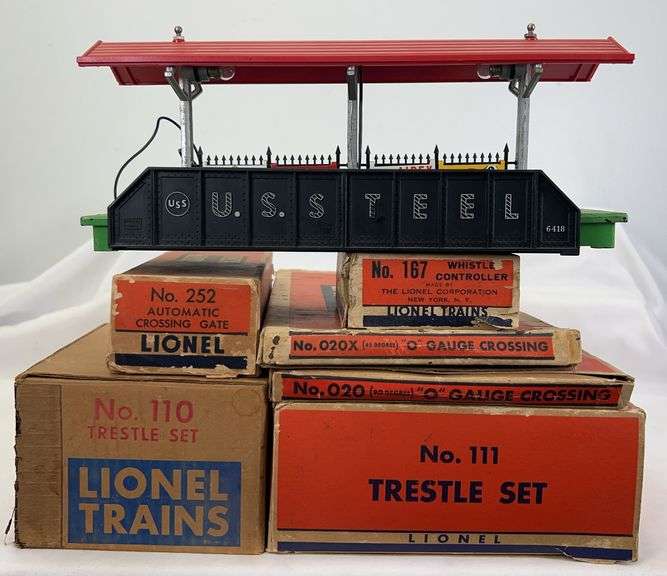 USS U.S.STEEL 6418
No. 252
AUTOMATIC
CROSSING GATE
LIONEL
No. 167 WHISTLE
CONTROLLER
MADE BY
THE LIONEL CORPORATION
NEW YORK, N. Y.
LIONEL TRAINS
No. 020X (45 DEGREE) "O" GAUGE CROSSING
No. 020 (90 DEGREE) "O" GAUGE CROSSING
No. 110
TRESTLE SET
LIONEL
TRAINS
No. 111
TRESTLE SET
LIONEL